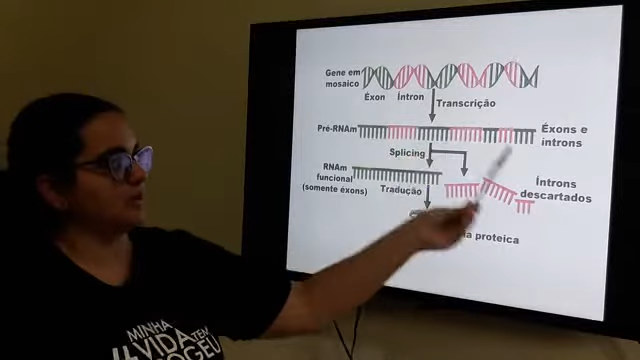 Gene em
mosaico
Éxon Íntron
Transcrição
Pré-RNAm
Éxons e
íntrons
Splicing
RNAm
funcional
(somente éxons)
Tradução
Íntrons
descartados
proteica
MINHA
#VIDA TEM